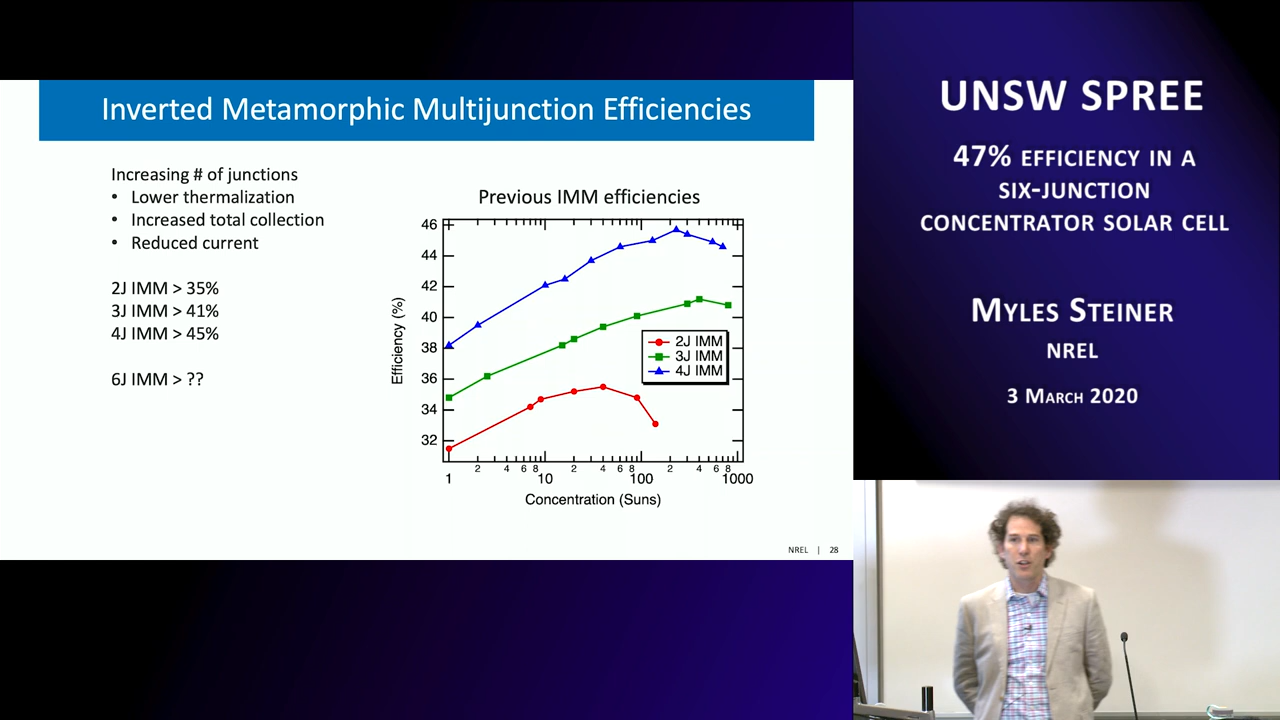 Inverted Metamorphic Multijunction Efficiencies
Increasing # of junctions
• Lower thermalization
• Increased total collection
• Reduced current
2J IMM > 35%
3J IMM > 41%
4J IMM > 45%
6J IMM > ??
Previous IMM efficiencies
Efficiency (%)
46
44
42
40
38
36
34
32
2J IMM
3J IMM
4J IMM
2 4 6 8 2 4 6 8 2 4 6 8
1 10 100 1000
Concentration (Suns)
NREL | 28
UNSW SPREE
47% EFFICIENCY IN A
SIX-JUNCTION
CONCENTRATOR SOLAR CELL
MYLES STEINER
NREL
3 MARCH 2020